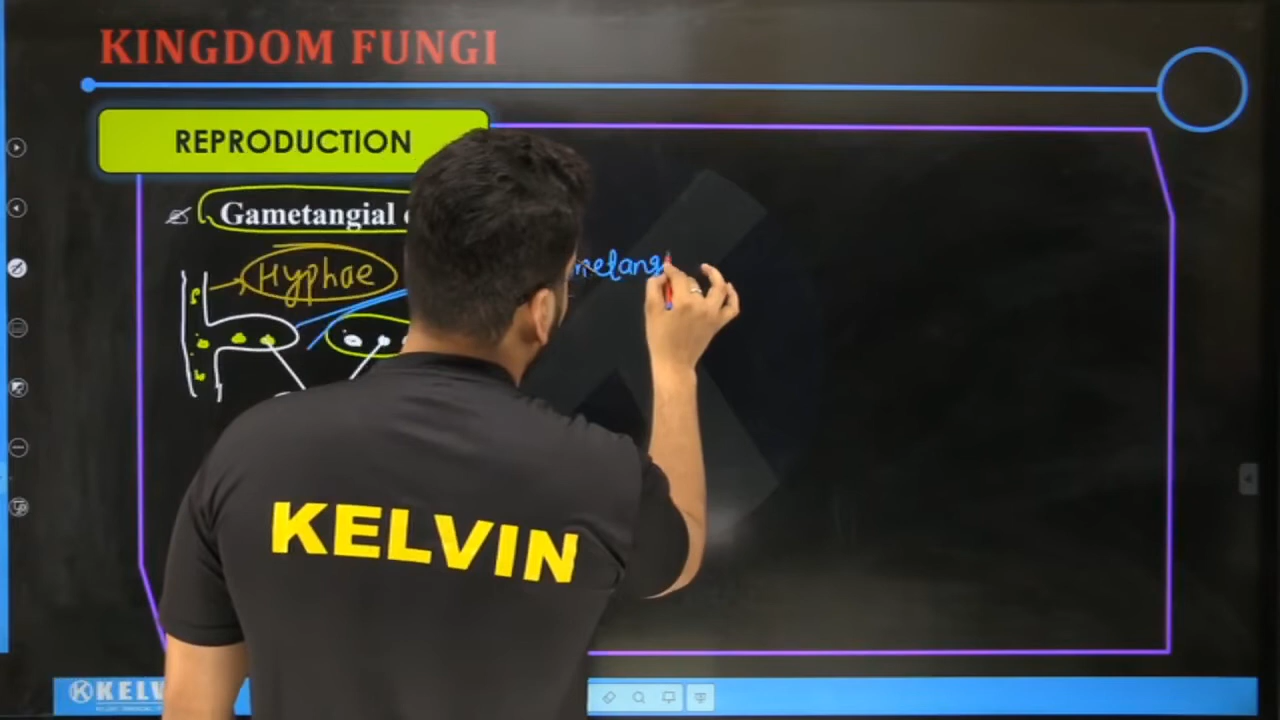 KINGDOM FUNGI
REPRODUCTION
Gametangial
Hyphae
KELVIN